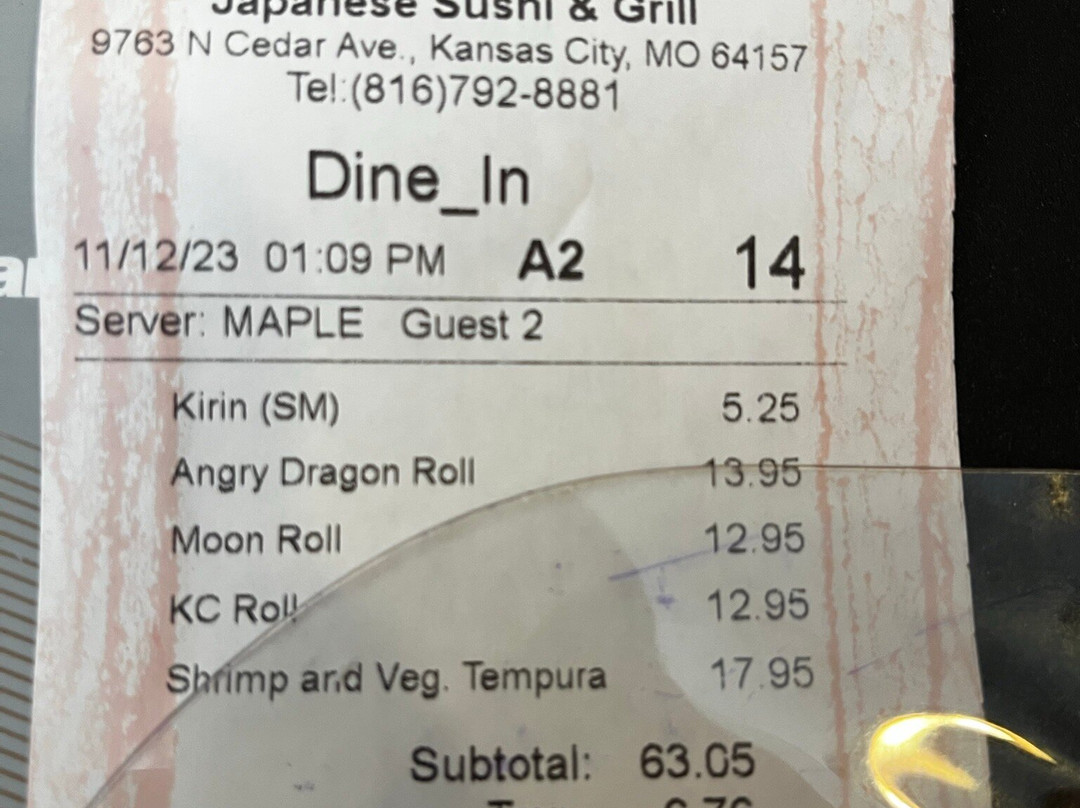 Japanese Sushi & Grill
9763 N Cedar Ave., Kansas City, MO 64157
Tel:(816)792-8881
Dine_In
11/12/23 01:09 PM A2 14
Server: MAPLE Guest 2
Kirin (SM) 5.25
Angry Dragon Roll 13.95
Moon Roll 12.95
KC Roll 12.95
Shrimp and Veg. Tempura 17.95
Subtotal: 63.05